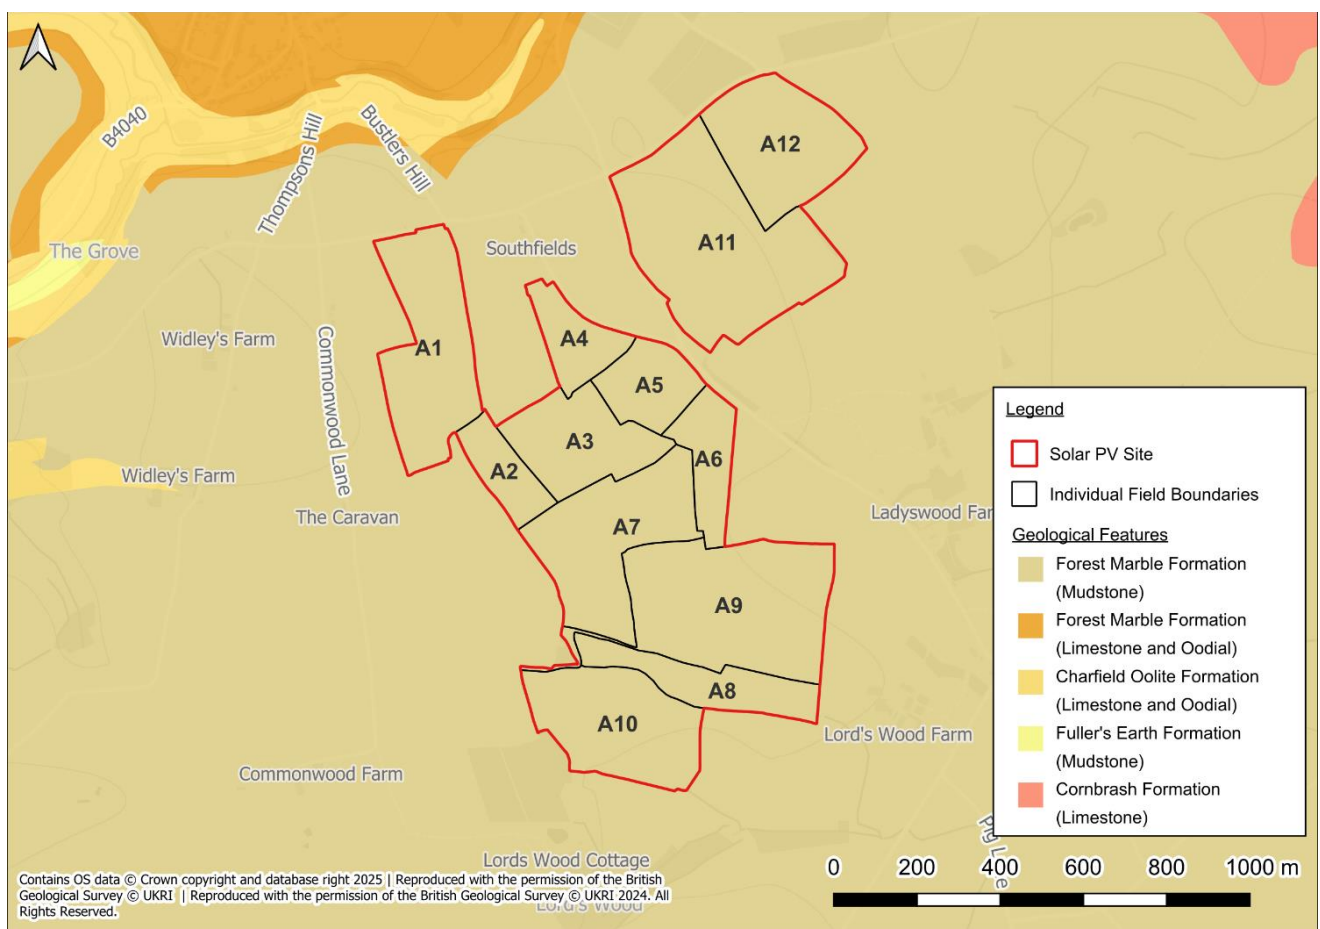 B4040
Thompsons Hill
Bustlers Hill
A12
A11
The Grove
Southfields
Widley's Farm
Commonwood Lane
A1
A4
A5
A3
A6
A2
Widley's Farm
The Caravan
A7
Ladyswood Far
A9
A8
A10
Lord's Wood Farm
Commonwood Farm
Lords Wood Cottage
Lord's Wood
Legend
Solar PV Site
Individual Field Boundaries
Geological Features
Forest Marble Formation
(Mudstone)
Forest Marble Formation
(Limestone and Oodial)
Charfield Oolite Formation
(Limestone and Oodial)
Fuller's Earth Formation
(Mudstone)
Cornbrash Formation
(Limestone)
0 200 400 600 800 1000 m
Contains OS data © Crown copyright and database right 2025 | Reproduced with the permission of the British
Geological Survey © UKRI | Reproduced with the permission of the British Geological Survey © UKRI 2024. All
Rights Reserved.